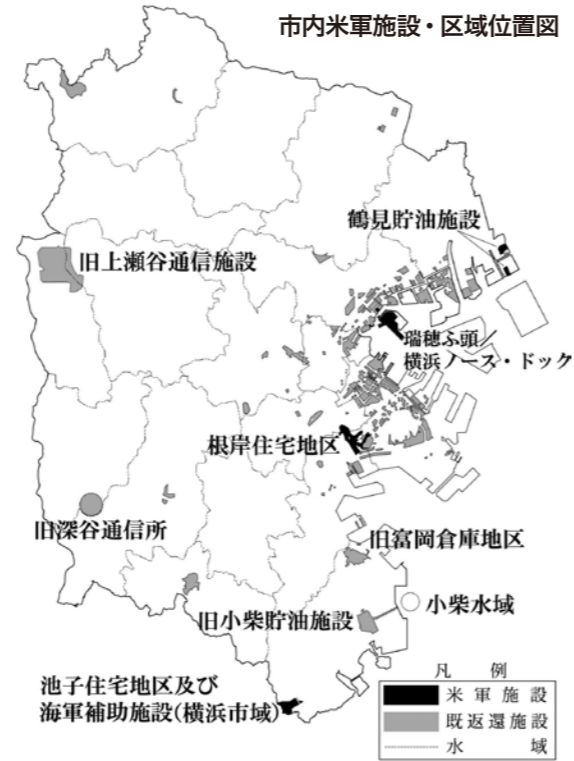 市内米軍施設・区域位置図
鶴見貯油施設
旧上瀬谷通信施設
瑞穂ふ頭／
横浜ノース・ドック
根岸住宅地区
旧深谷通信所
旧富岡倉庫地区
小柴水域
旧小柴貯油施設
池子住宅地区及び
海軍補助施設(横浜市域)
凡例
米軍施設
既返還施設
水域